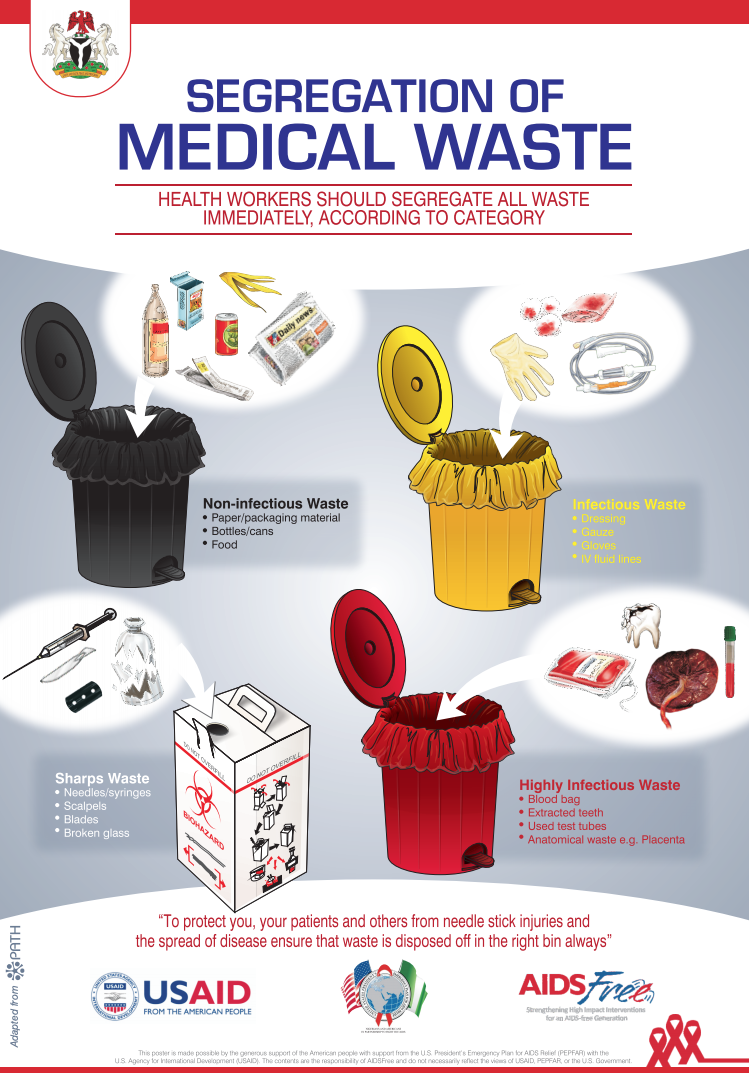 SEGREGATION OF
MEDICAL WASTE
HEALTH WORKERS SHOULD SEGREGATE ALL WASTE
IMMEDIATELY, ACCORDING TO CATEGORY
Daily news
Non-infectious Waste
• Paper/packaging material
• Bottles/cans
• Food
Infectious Waste
• Dressing
• Gauze
• Gloves
• IV fluid lines
DO NOT OVERFILL
DO NOT OVERFILL
BIOHAZARD
Sharps Waste
• Needles/syringes
• Scalpels
• Blades
• Broken glass
Highly Infectious Waste
• Blood bag
• Extracted teeth
• Used test tubes
• Anatomical waste e.g. Placenta
“To protect you, your patients and others from needle stick injuries and
the spread of disease ensure that waste is disposed off in the right bin always”
Adapted from PATH
UNITED STATES AGENCY
USAID
INTERNATIONAL DEVELOPMENT
USAID
FROM THE AMERICAN PEOPLE
AIDSFree
Strengthening High Impact Interventions
for an AIDS-free Generation
This poster is made possible by the generous support of the American people with support from the U.S. President's Emergency Plan for AIDS Relief (PEPFAR) with the
U.S. Agency for International Development (USAID). The contents are the responsibility of AIDSFree and do not necessarily reflect the views of USAID, PEPFAR, or the U.S. Government.